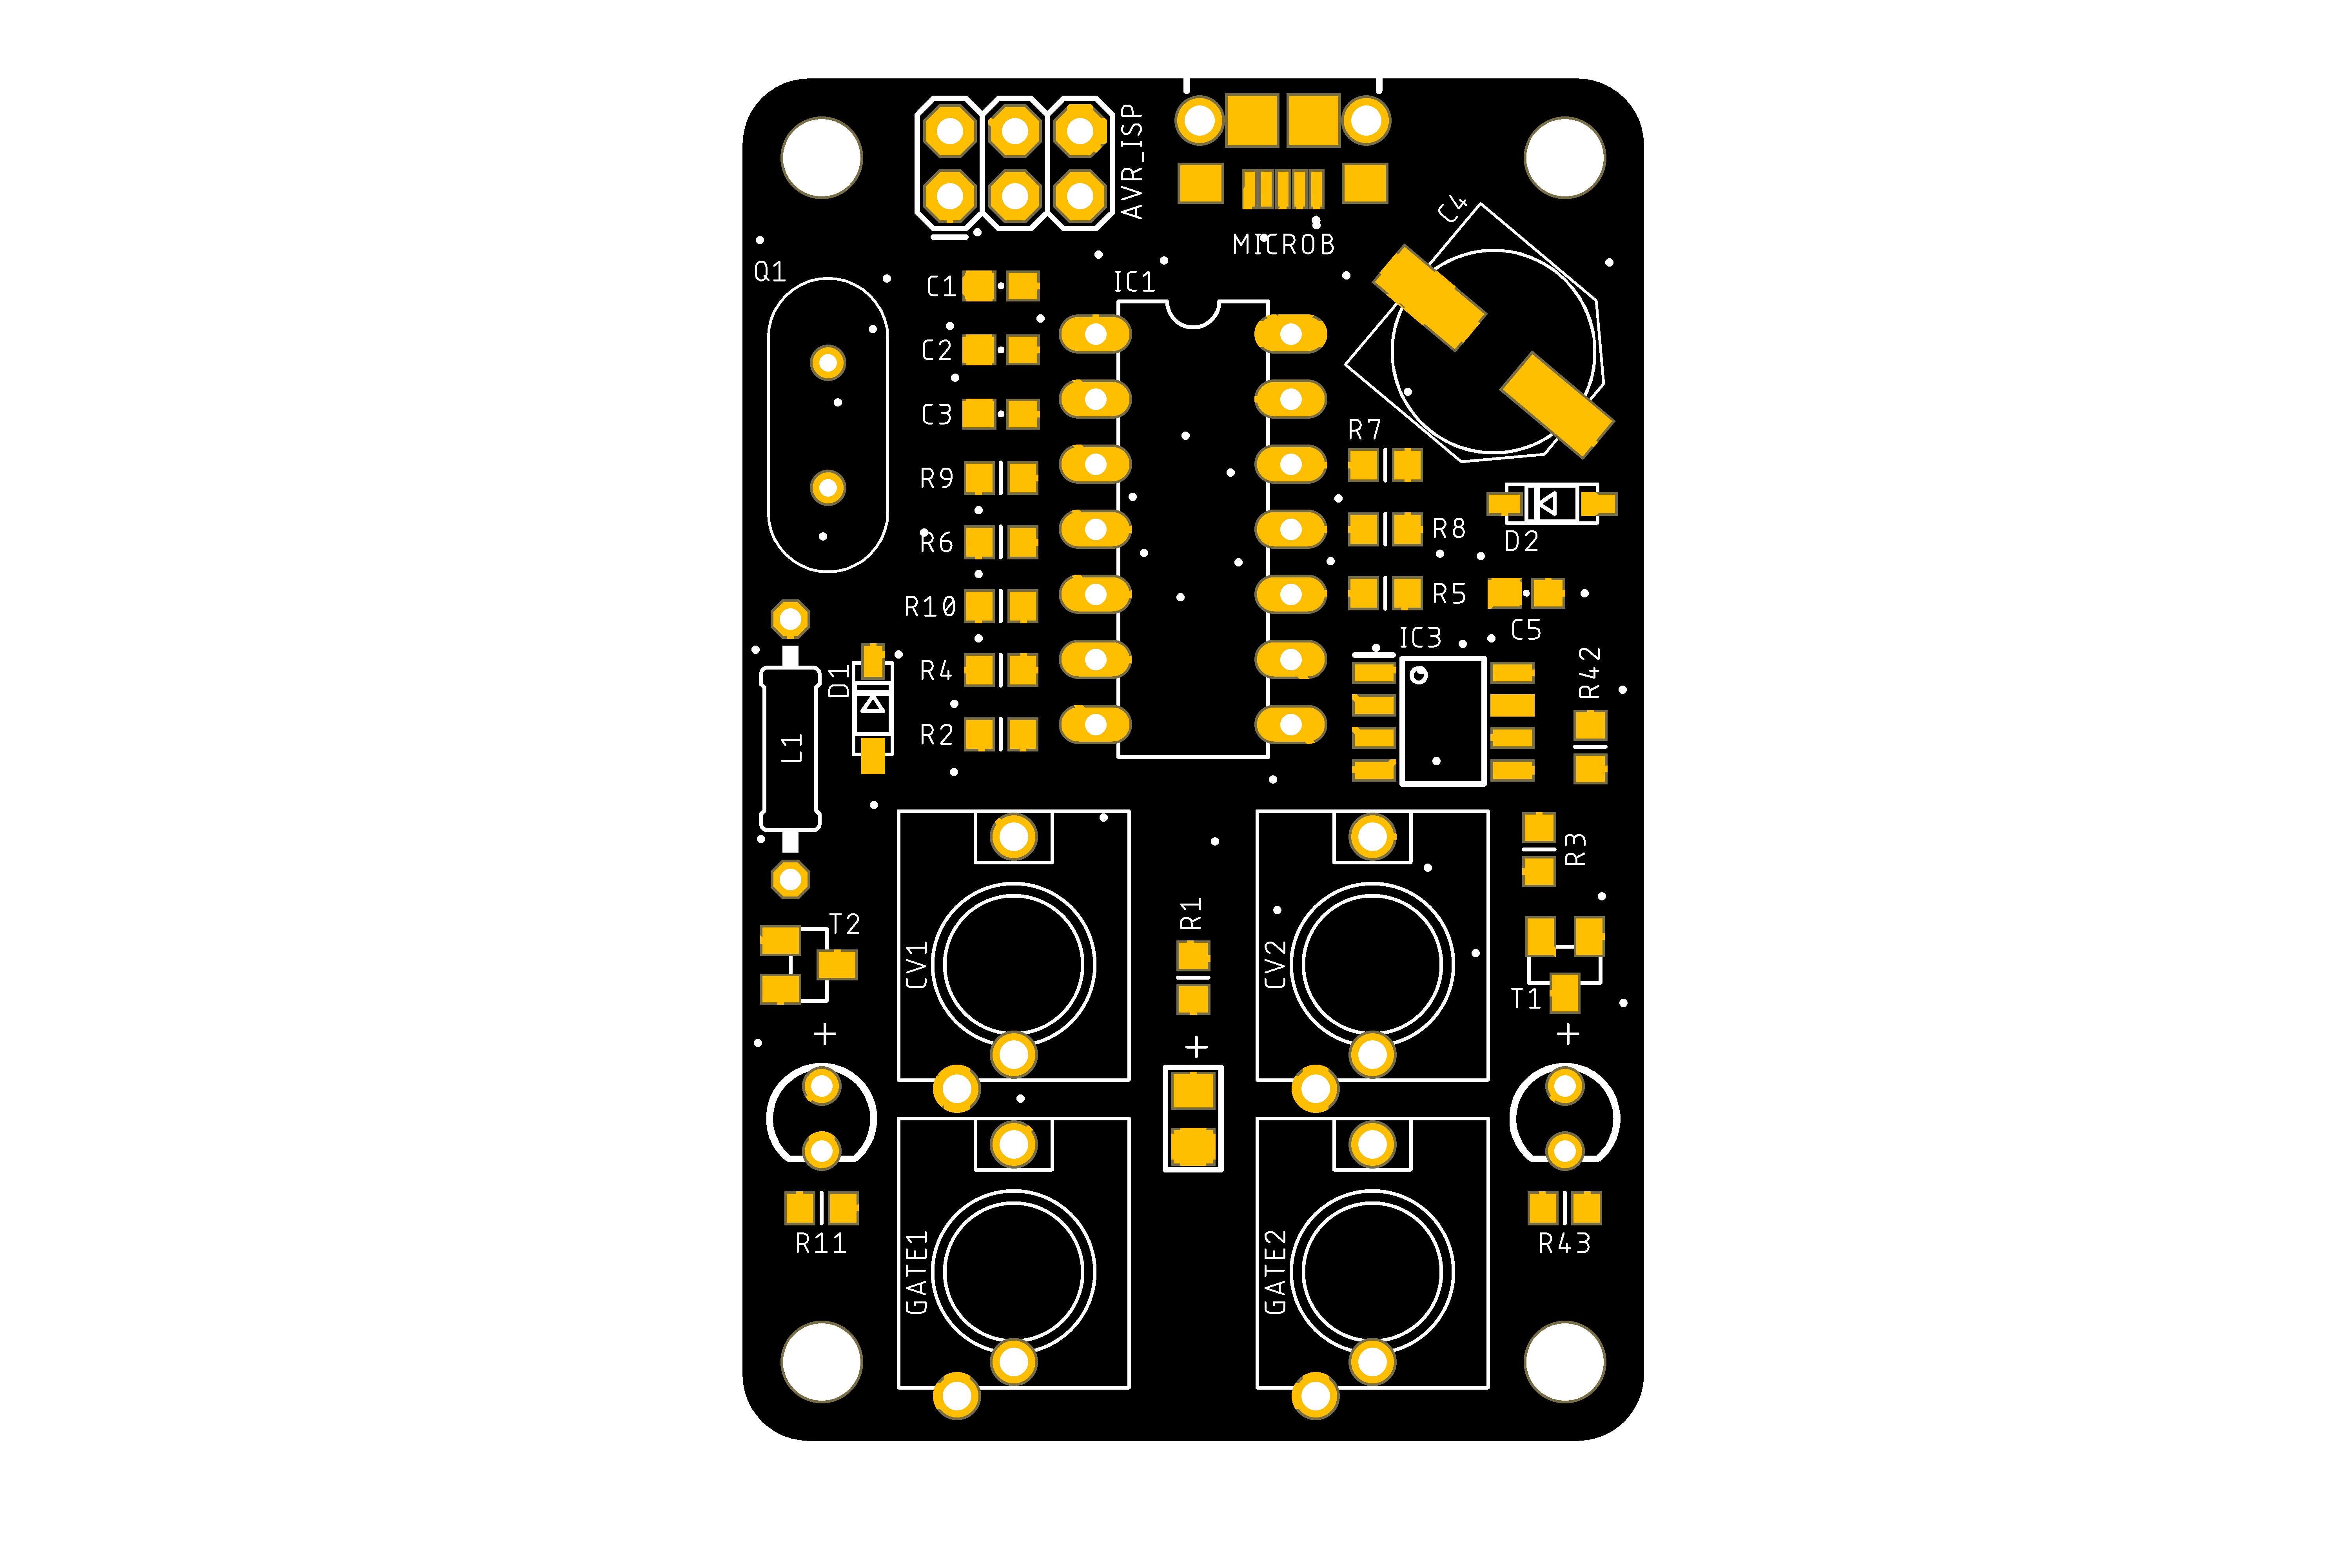 AVR_ISP
MICROB
C4
Q1
C1
IC1
C2
C3
R7
R9
R8
R6
D2
R10
R5
C5
IC3
R4
R42
D1
R2
L1
R3
T2
R1
CV1
CV2
T1
+
+
+
R11
R43
GATE1
GATE2